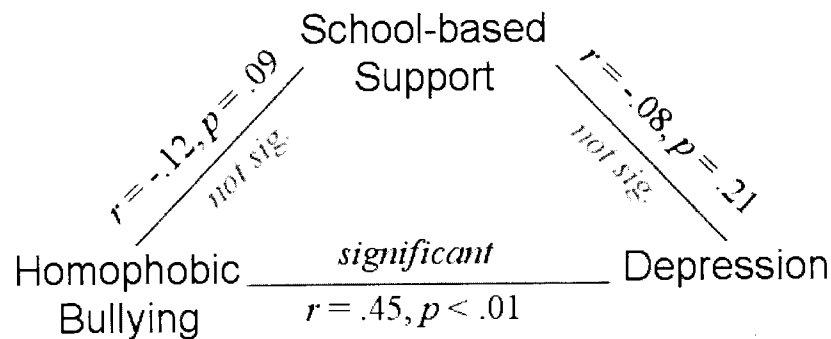 School-based
Support
r = -.12, p = .09
not sig.
r = -.08, p = .21
not sig.
Homophobic
Bullying
significant
r = .45, p < .01
Depression